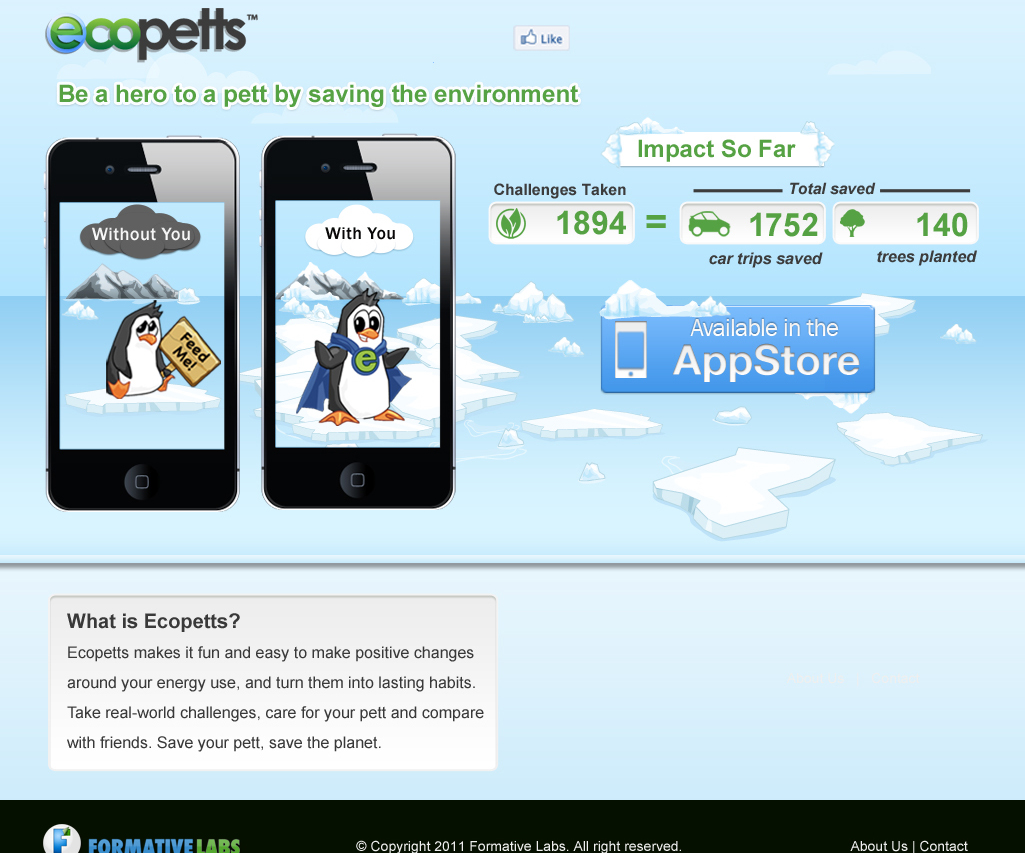 ecopetts™
Like
Be a hero to a pett by saving the environment
Impact So Far
Challenges Taken
Total saved
1894 = 1752 140
car trips saved
trees planted
Without You
With You
Feed
Me!
e
Available in the
AppStore
What is Ecopetts?
Ecopetts makes it fun and easy to make positive changes
around your energy use, and turn them into lasting habits.
Take real-world challenges, care for your pett and compare
with friends. Save your pett, save the planet.
F FORMATIVE LABS
© Copyright 2011 Formative Labs. All right reserved.
About Us | Contact